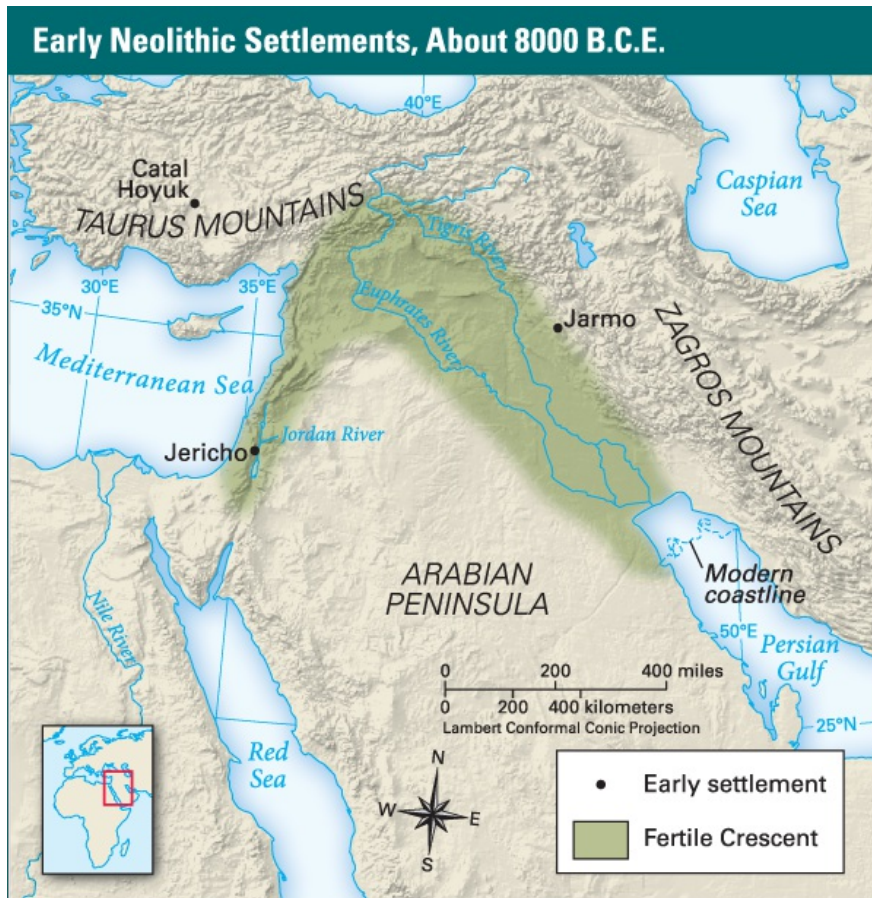 Early Neolithic Settlements, About 8000 B.C.E.
40°E
Catal
Hoyuk
TAURUS MOUNTAINS
Caspian
Sea
Tigris River
30°E
35°E
35°N
Euphrates River
Jarmo
ZAGROS MOUNTAINS
Mediterranean Sea
Jericho
Jordan River
ARABIAN
PENINSULA
Modern
coastline
Nile River
50°E
Persian
Gulf
0 200 400 miles
0 200 400 kilometers
Lambert Conformal Conic Projection
25°N
Red
Sea
N
W E
S
Early settlement
Fertile Crescent